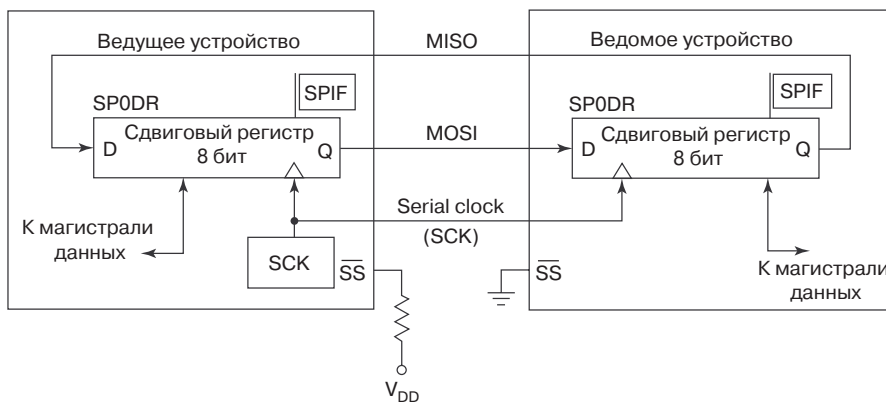 Ведущее устройство
MISO
Ведомое устройство
SPIF
SPIF
SP0DR
SP0DR
Сдвиговый регистр
8 бит
D
Q
MOSI
Сдвиговый регистр
8 бит
D
Q
Serial clock
(SCK)
К магистрали
данных
SCK
SS
SS
К магистрали
данных
VDD